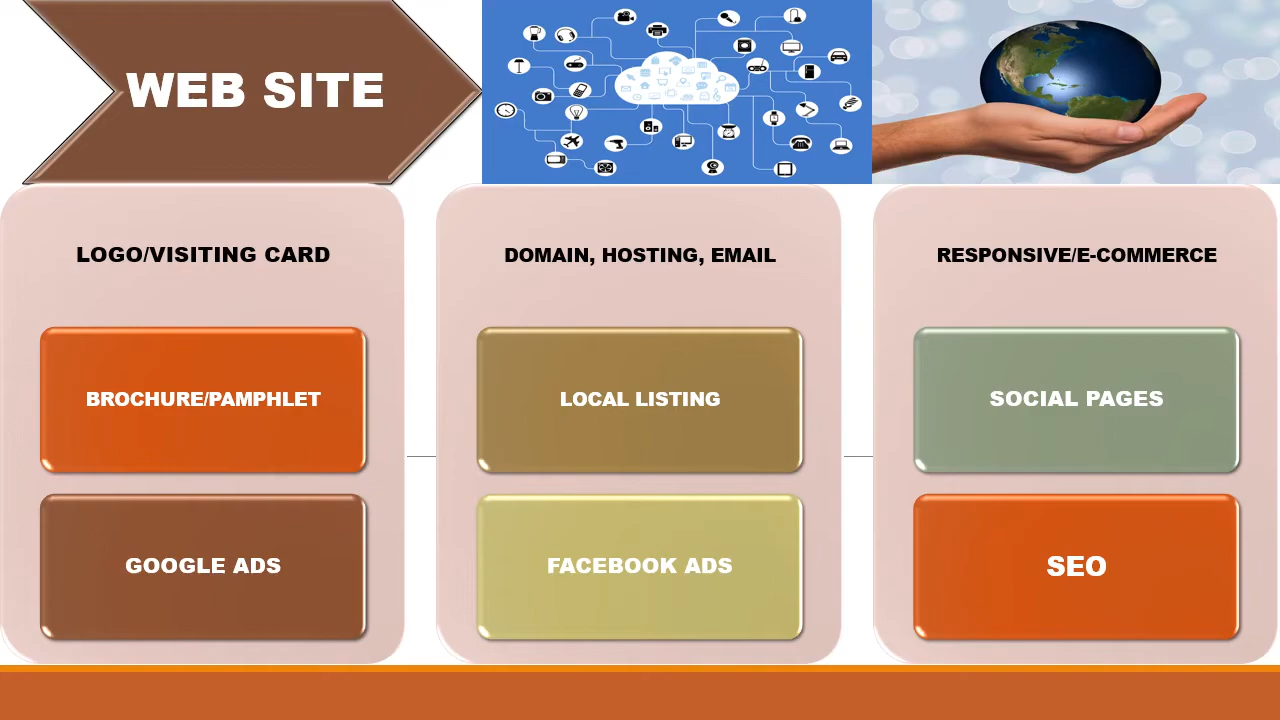 WEB SITE
LOGO/VISITING CARD
DOMAIN, HOSTING, EMAIL
RESPONSIVE/E-COMMERCE
BROCHURE/PAMPHLET
LOCAL LISTING
SOCIAL PAGES
GOOGLE ADS
FACEBOOK ADS
SEO